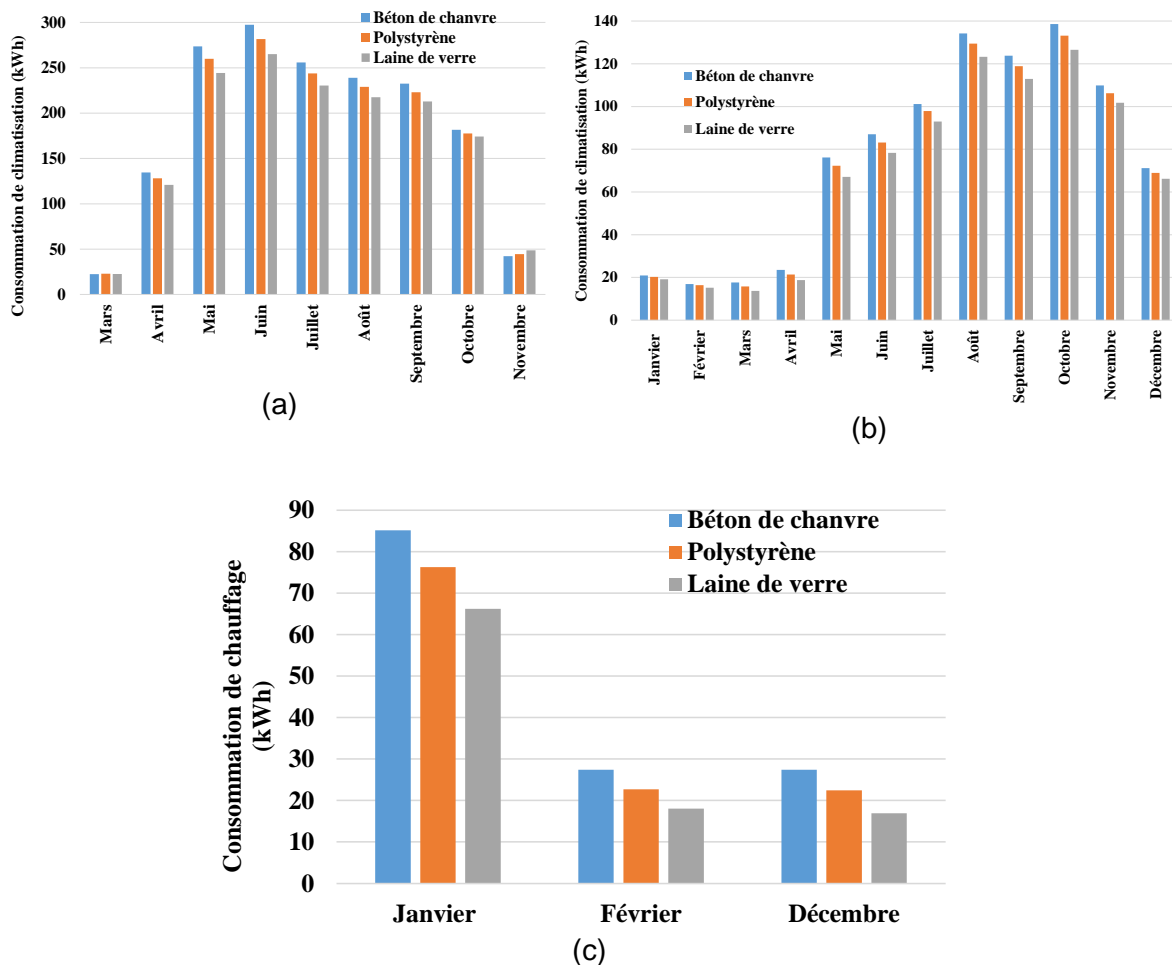 Consommation de climatisation (kWh)
300
250
200
150
100
50
0
Béton de chanvre
Polystyrène
Laine de verre
Mars
Avril
Mai
Juin
Juillet
Août
Septembre
Octobre
Novembre
(a)
Consommation de climatisation (kWh)
140
120
100
80
60
40
20
0
Béton de chanvre
Polystyrène
Laine de verre
Janvier
Février
Mars
Avril
Mai
Juin
Juillet
Août
Septembre
Octobre
Novembre
Décembre
(b)
Consommation de chauffage
(kWh)
90
80
70
60
50
40
30
20
10
0
Béton de chanvre
Polystyrène
Laine de verre
Janvier
Février
Décembre
(c)